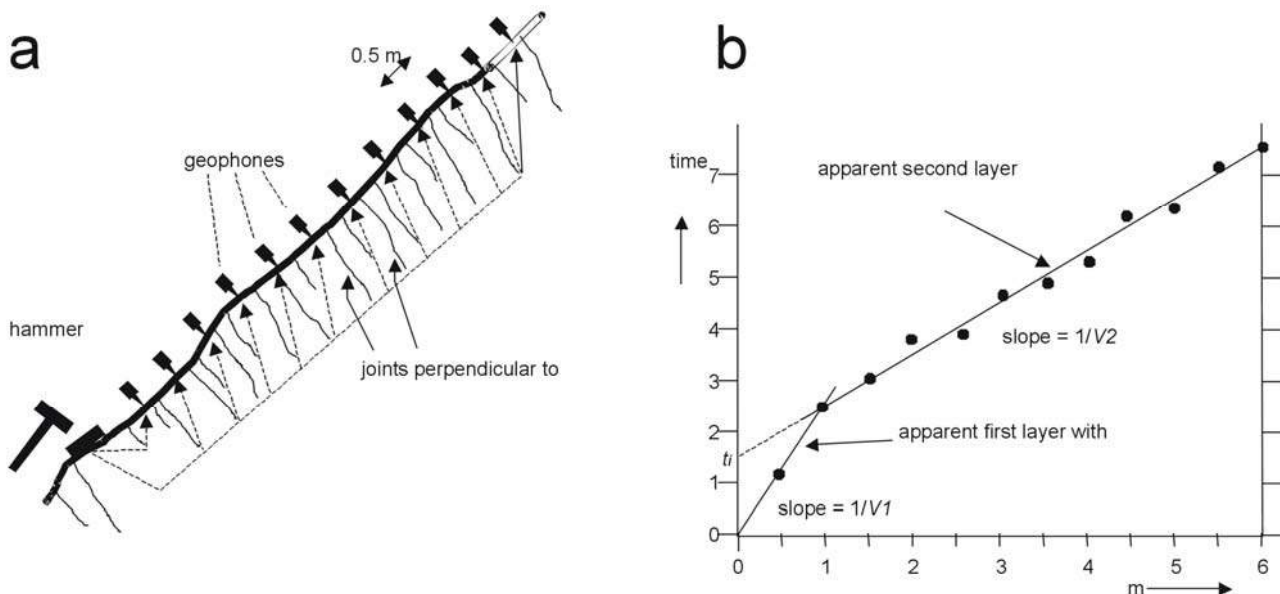 a
0.5 m
geophones
hammer
joints perpendicular to
b
time
7
6
5
4
3
2
ti
1
0
apparent second layer
slope = 1/V2
apparent first layer with
slope = 1/V1
0 1 2 3 4 5 6
m